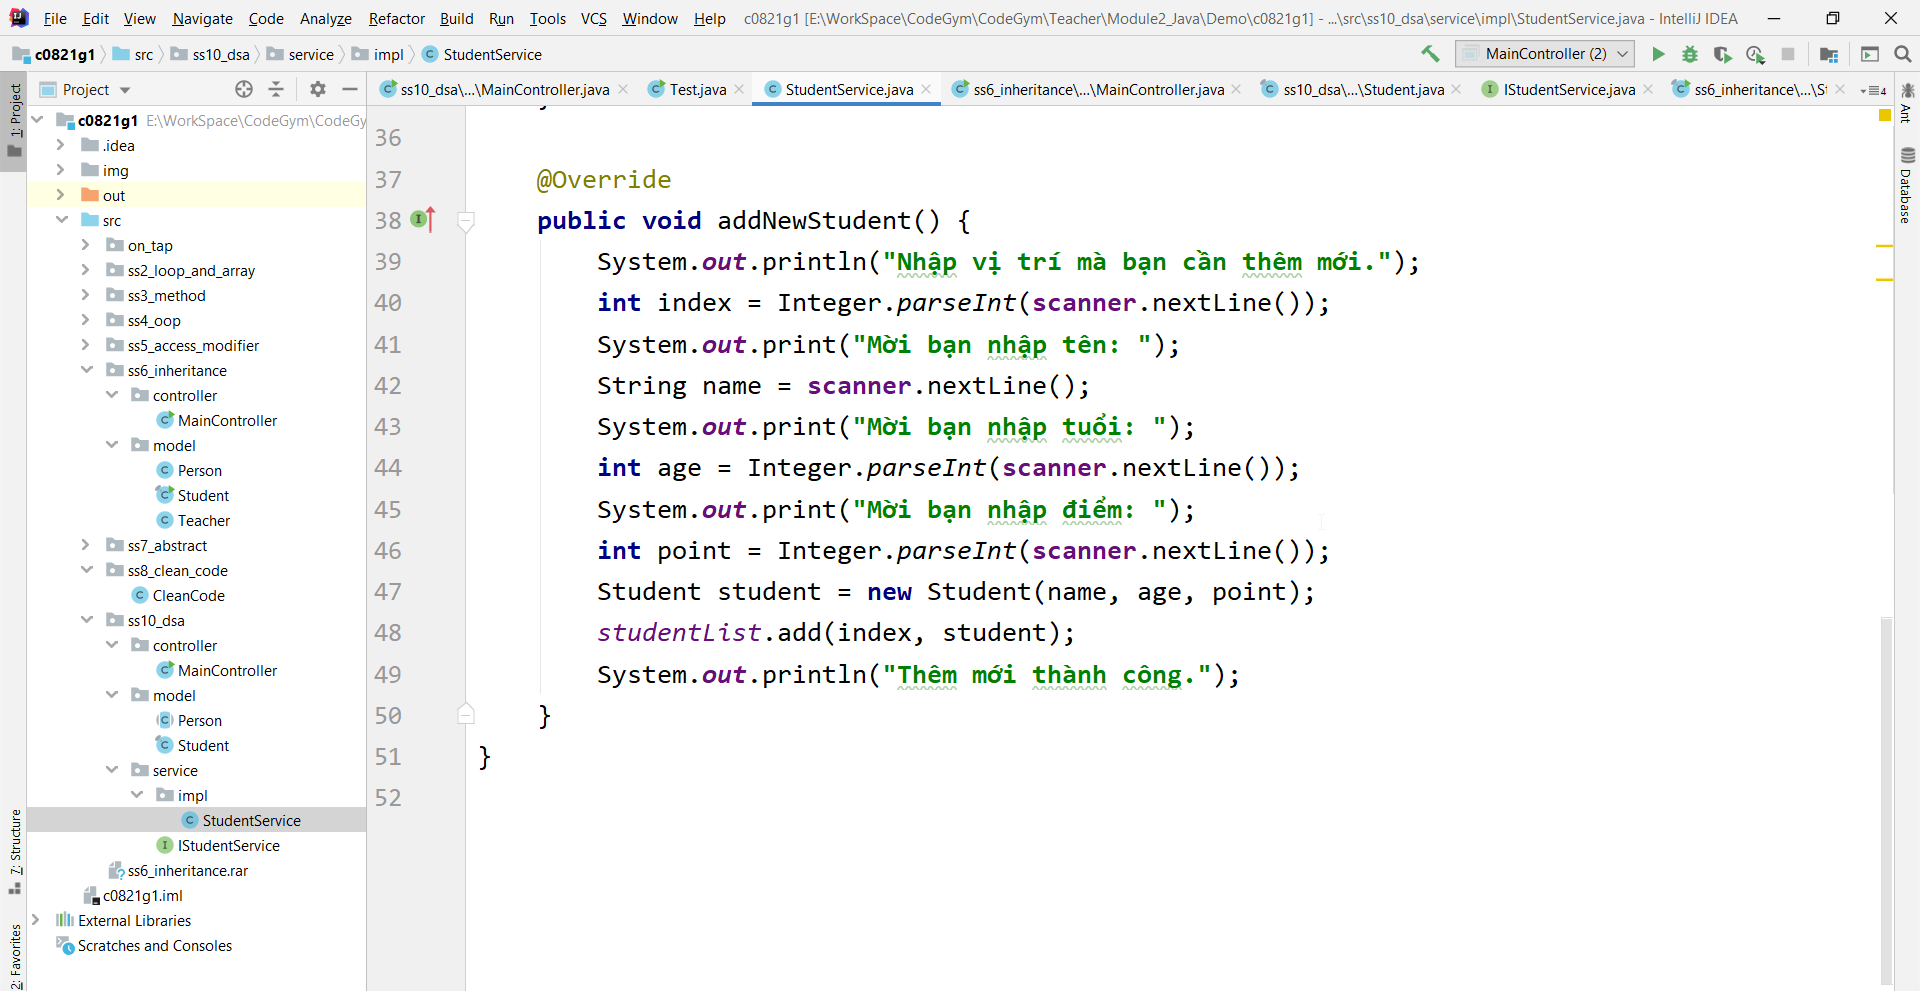 File Edit View Navigate Code Analyze Refactor Build Run Tools VCS Window Help c0821g1 [E:\WorkSpace\CodeGym\CodeGym\Teacher\Module2_Java\Demo\c0821g1] - ...\src\ss10_dsa\service\impl\StudentService.java - IntelliJ IDEA
c0821g1 src ss10_dsa service impl StudentService MainController (2)
Project ss10_dsa\...\MainController.java Test.java StudentService.java ss6_inheritance\...\MainController.java ss10_dsa\...\Student.java IStudentService.java ss6_inheritance\...\St 4
1: Project
7: Structure
2: Favorites
Ant
Database
c0821g1 E:\WorkSpace\CodeGym\CodeGy
.idea
img
out
src
on_tap
ss2_loop_and_array
ss3_method
ss4_oop
ss5_access_modifier
ss6_inheritance
controller
MainController
model
Person
Student
Teacher
ss7_abstract
ss8_clean_code
CleanCode
ss10_dsa
controller
MainController
model
Person
Student
service
impl
StudentService
IStudentService
ss6_inheritance.rar
c0821g1.iml
External Libraries
Scratches and Consoles
36
37 @Override
38 public void addNewStudent() {
39 System.out.println("Nhập vị trí mà bạn cần thêm mới.");
40 int index = Integer.parseInt(scanner.nextLine());
41 System.out.print("Mời bạn nhập tên: ");
42 String name = scanner.nextLine();
43 System.out.print("Mời bạn nhập tuổi: ");
44 int age = Integer.parseInt(scanner.nextLine());
45 System.out.print("Mời bạn nhập điểm: ");
46 int point = Integer.parseInt(scanner.nextLine());
47 Student student = new Student(name, age, point);
48 studentList.add(index, student);
49 System.out.println("Thêm mới thành công.");
50 }
51 }
52